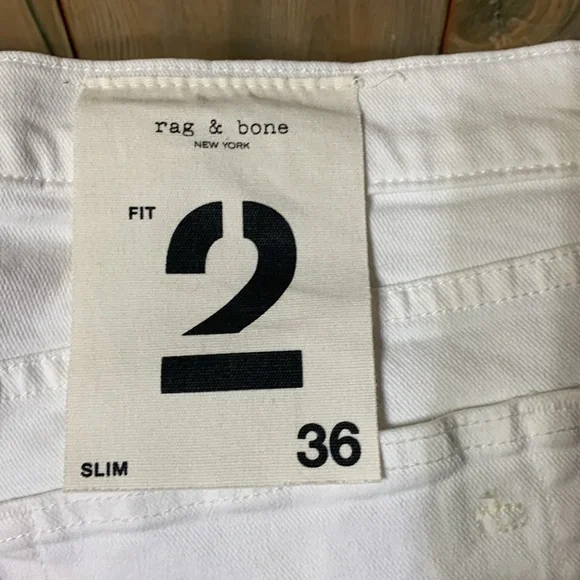 rag & bone
NEW YORK
FIT
2
36
SLIM